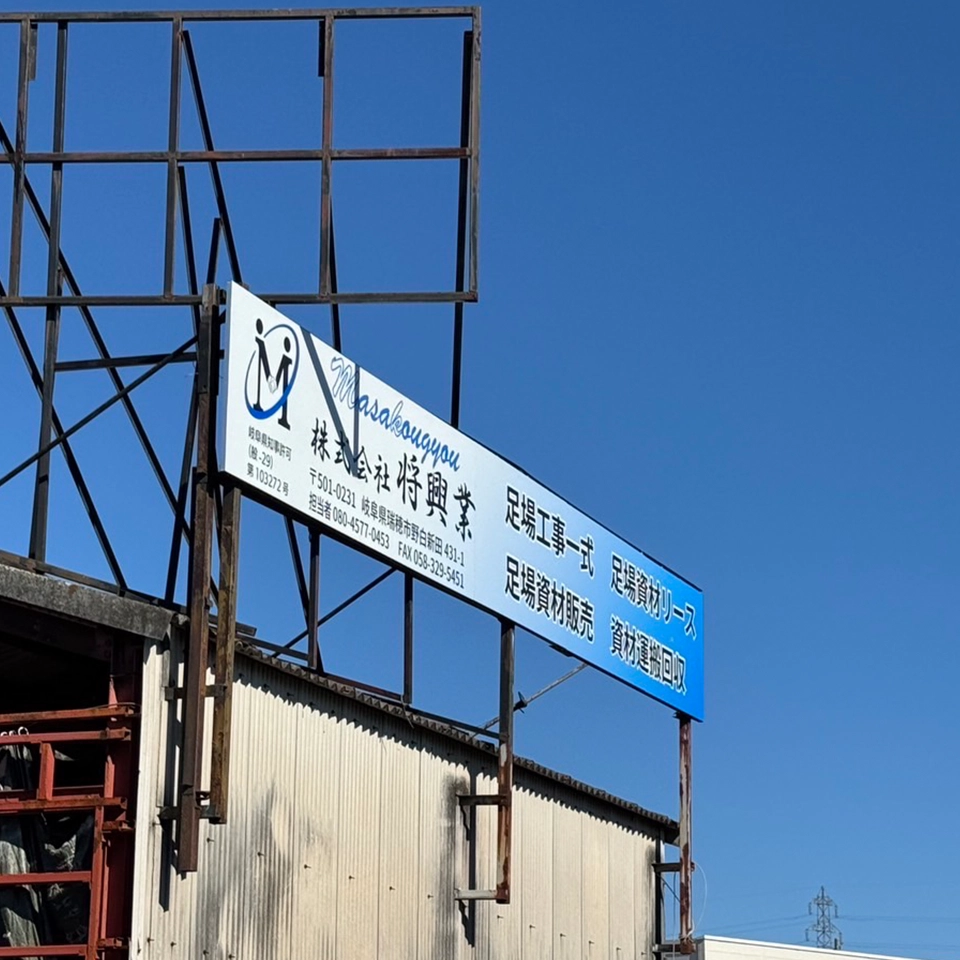 M
岐阜県知事許可
(般-29)
第103272号
Masakougyou
株式会社 将興業
〒501-0231 岐阜県瑞穂市野白新田431-1
担当者 080-4577-0453 FAX 058-329-5451
足場工事一式 足場資材リース
足場資材販売 資材運搬回収